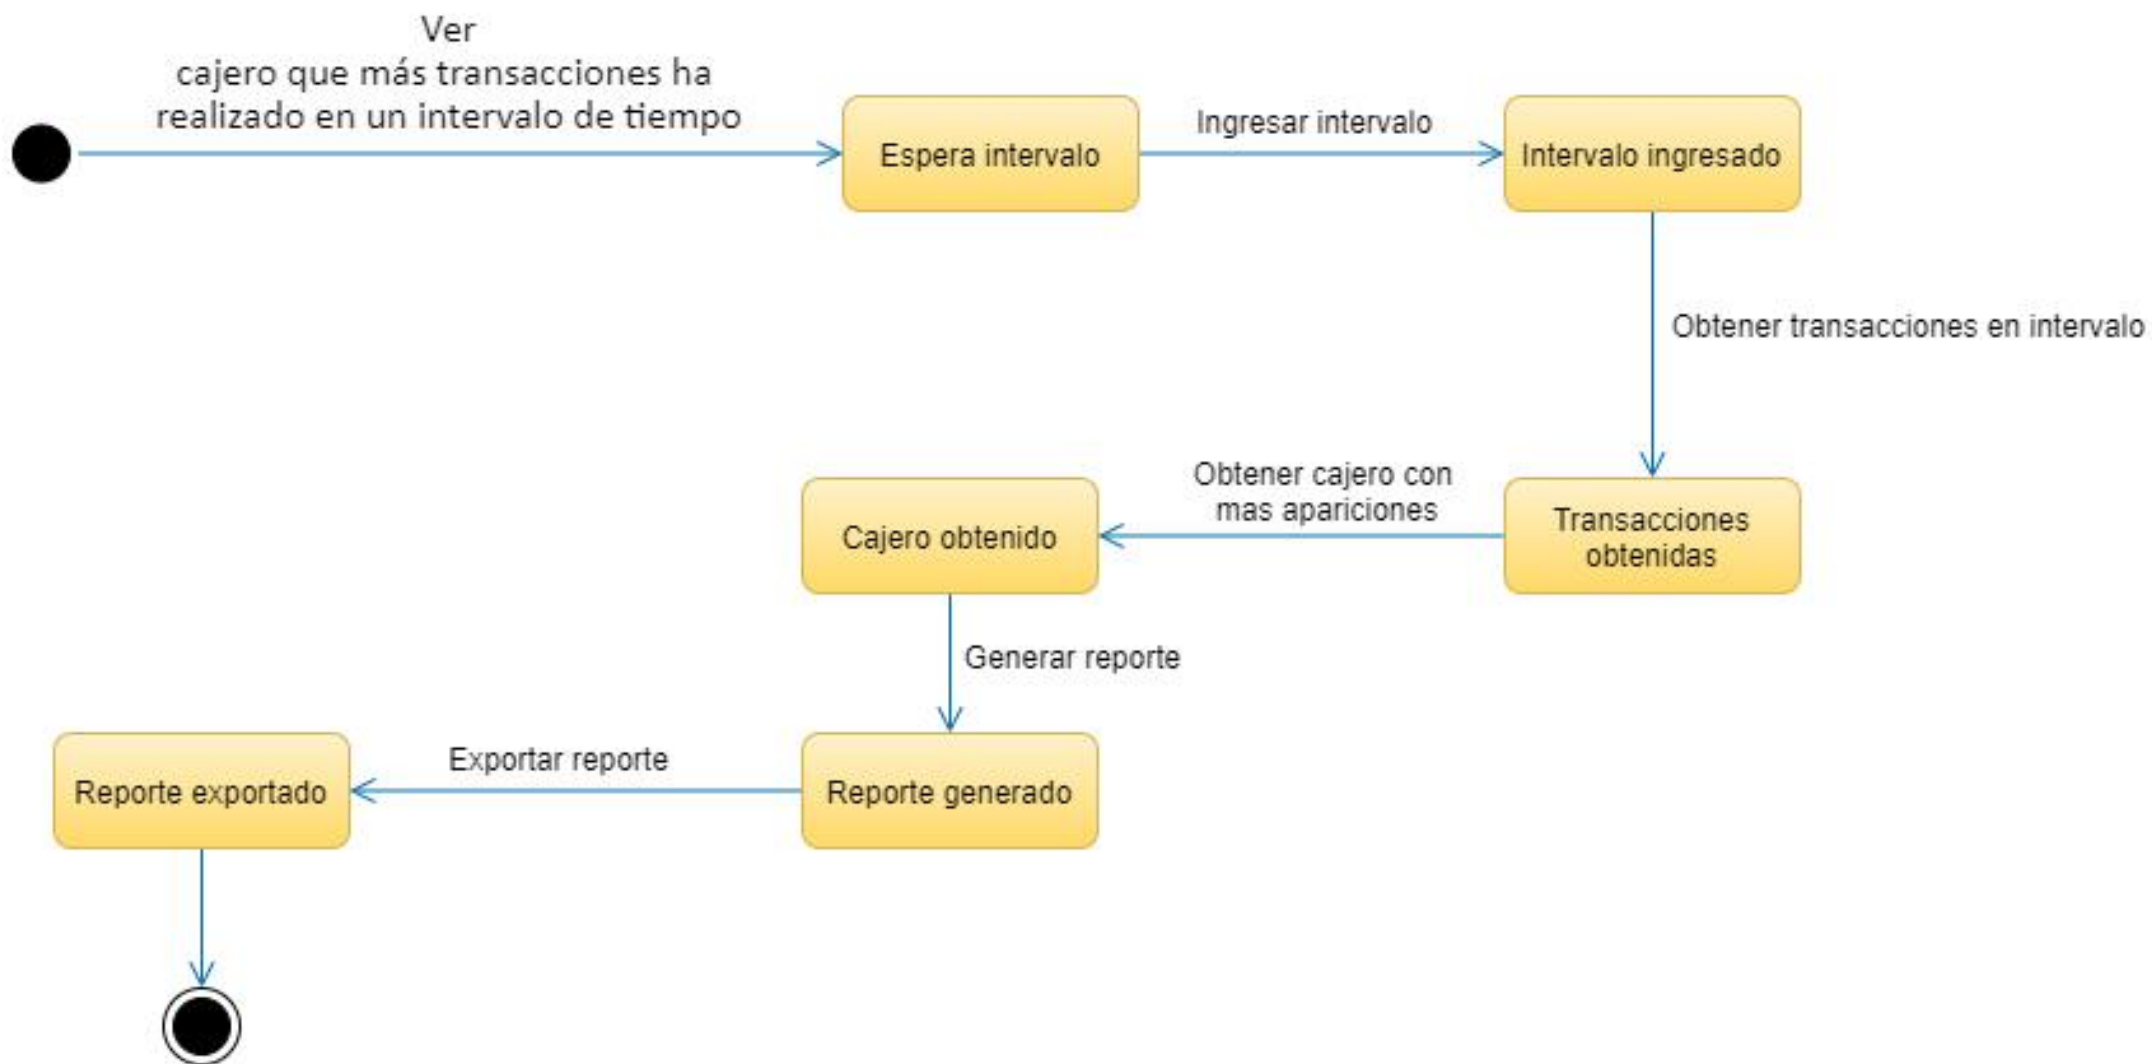 Ver
cajero que más transacciones ha
realizado en un intervalo de tiempo
Espera intervalo
Ingresar intervalo
Intervalo ingresado
Obtener transacciones en intervalo
Transacciones
obtenidas
Obtener cajero con
mas apariciones
Cajero obtenido
Generar reporte
Reporte generado
Exportar reporte
Reporte exportado